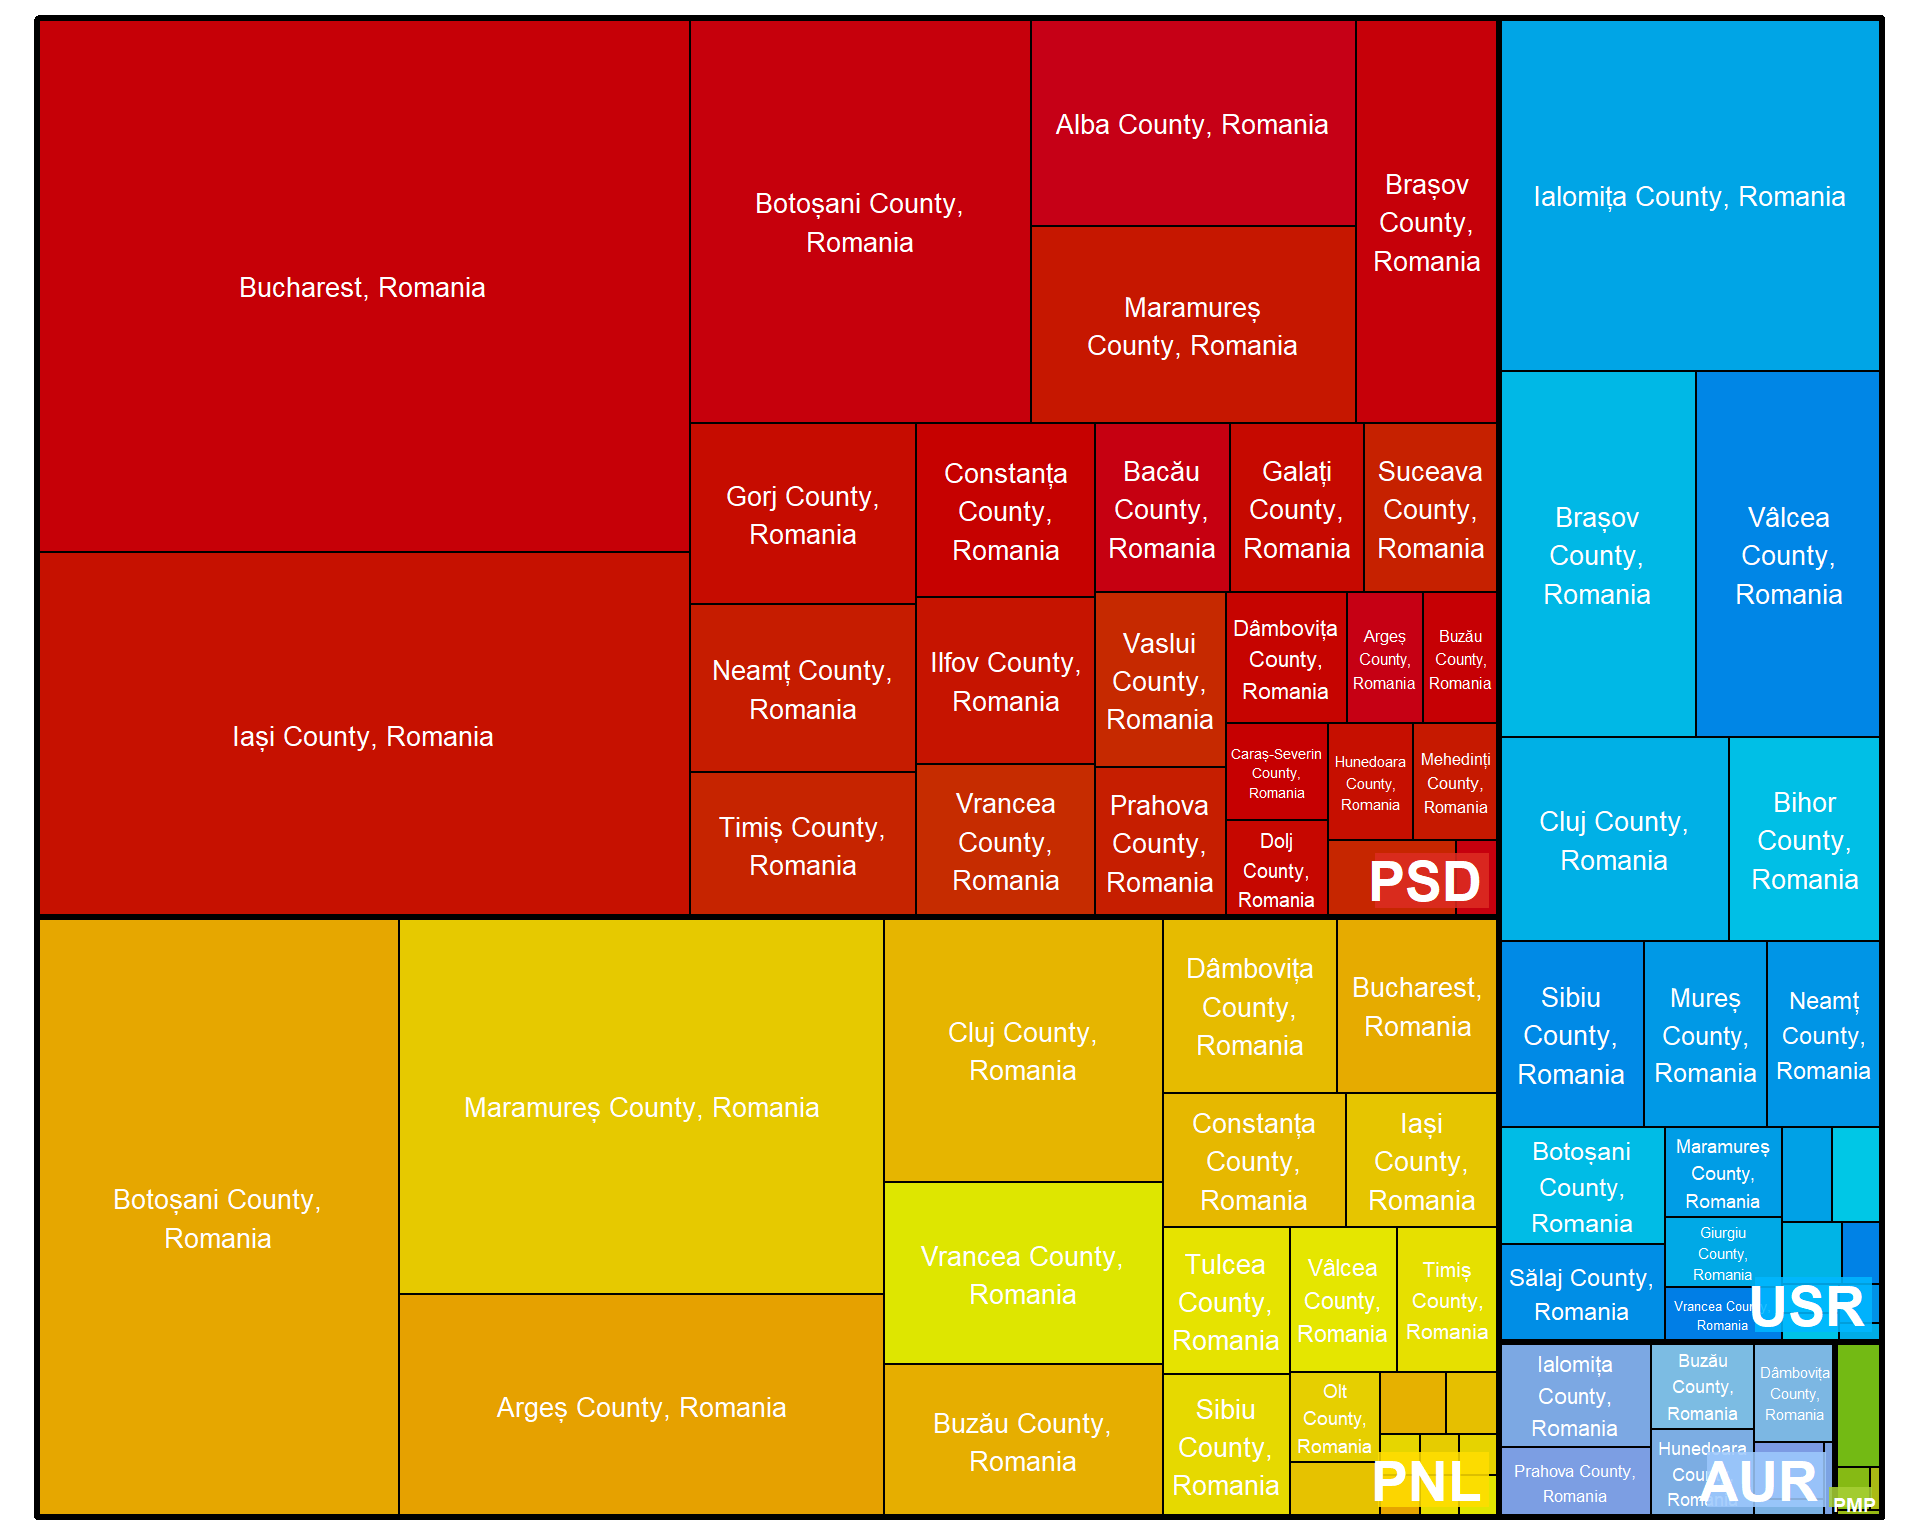 Bucharest, Romania
Iași County, Romania
Botoșani County,
Romania
Alba County, Romania
Maramureș
County, Romania
Brașov
County,
Romania
Gorj County,
Romania
Neamț County,
Romania
Timiș County,
Romania
Constanța
County,
Romania
Ilfov County,
Romania
Vrancea
County,
Romania
Bacău
County,
Romania
Galați
County,
Romania
Suceava
County,
Romania
Vaslui
County,
Romania
Prahova
County,
Romania
Dâmbovița
County,
Romania
Argeș
County,
Romania
Buzău
County,
Romania
Caraș-Severin
County,
Romania
Dolj
County,
Romania
Hunedoara
County,
Romania
Mehedinți
County,
Romania
PSD
Botoșani County,
Romania
Maramureș County, Romania
Argeș County, Romania
Cluj County,
Romania
Vrancea County,
Romania
Buzău County,
Romania
Dâmbovița
County,
Romania
Bucharest,
Romania
Constanța
County,
Romania
Iași
County,
Romania
Tulcea
County,
Romania
Sibiu
County,
Romania
Vâlcea
County,
Romania
Timiș
County,
Romania
Olt
County,
Romania
PNL
Ialomița County, Romania
Brașov
County,
Romania
Vâlcea
County,
Romania
Cluj County,
Romania
Bihor
County,
Romania
Sibiu
County,
Romania
Mureș
County,
Romania
Neamț
County,
Romania
Botoșani
County,
Romania
Sălaj County,
Romania
Maramureș
County,
Romania
Giurgiu
County,
Romania
Vrancea County,
Romania
USR
Ialomița
County,
Romania
Prahova County,
Romania
Buzău
County,
Romania
Hunedoara
County,
Romania
Dâmbovița
County,
Romania
AUR
PMP